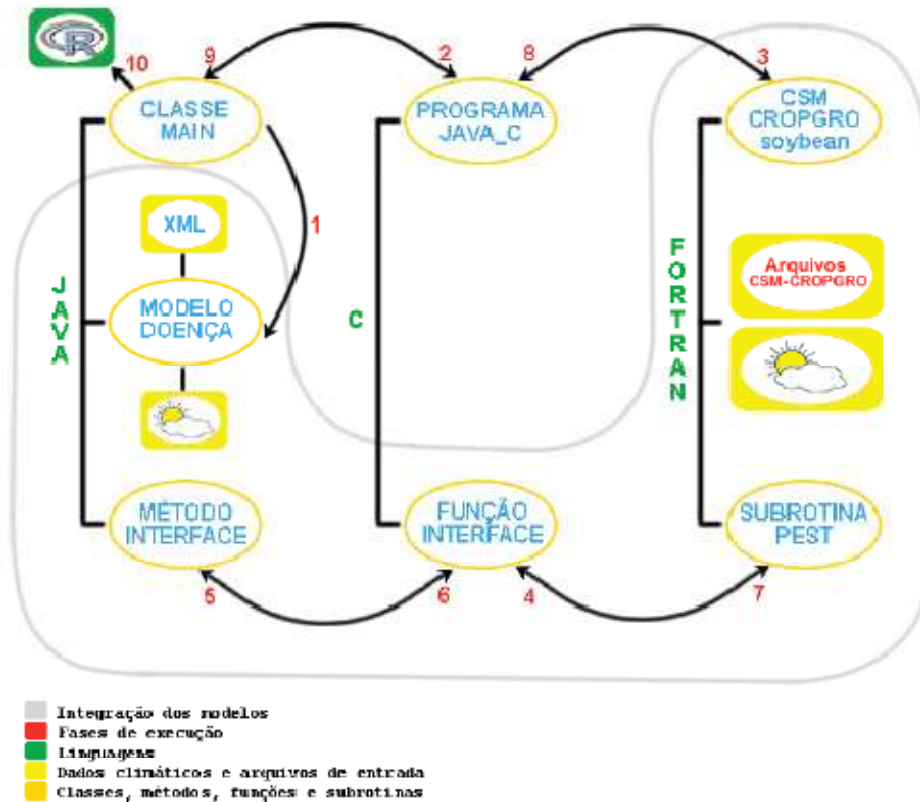 R
10
9
2
8
3
CLASSE
MAIN
PROGRAMA
JAVA_C
CSM
CROPGRO
soybean
1
XML
MODELO
DOENÇA
JAVA
C
FORTRAN
Arquivos
CSM-CROPGRO
MÉTODO
INTERFACE
FUNÇÃO
INTERFACE
SUBROTINA
PEST
5
6
4
7
Integração dos modelos
Fases de execução
Linguagens
Dados climáticos e arquivos de entrada
Classes, métodos, funções e subrotinas